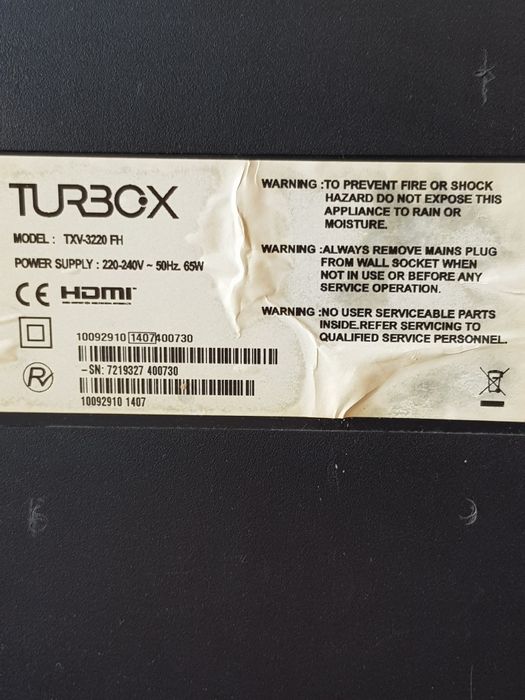 TURBOX
MODEL : TXV-3220 FH
POWER SUPPLY : 220-240V ~ 50Hz. 65W
CE HDMI™
10092910 1407 400730
-SN: 7219327 400730
10092910 1407
WARNING :TO PREVENT FIRE OR SHOCK
HAZARD DO NOT EXPOSE THIS
APPLIANCE TO RAIN OR
MOISTURE.
WARNING :ALWAYS REMOVE MAINS PLUG
FROM WALL SOCKET WHEN
NOT IN USE OR BEFORE ANY
SERVICE OPERATION.
WARNING :NO USER SERVICEABLE PARTS
INSIDE.REFER SERVICING TO
QUALIFIED SERVICE PERSONNEL.